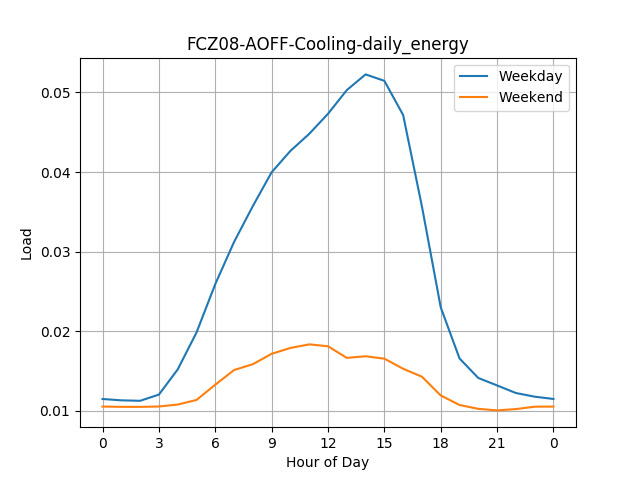 FCZ08-AOFF-Cooling-daily_energy
Weekday
Weekend
0.05
0.04
0.03
0.02
0.01
Load
0 3 6 9 12 15 18 21 0
Hour of Day